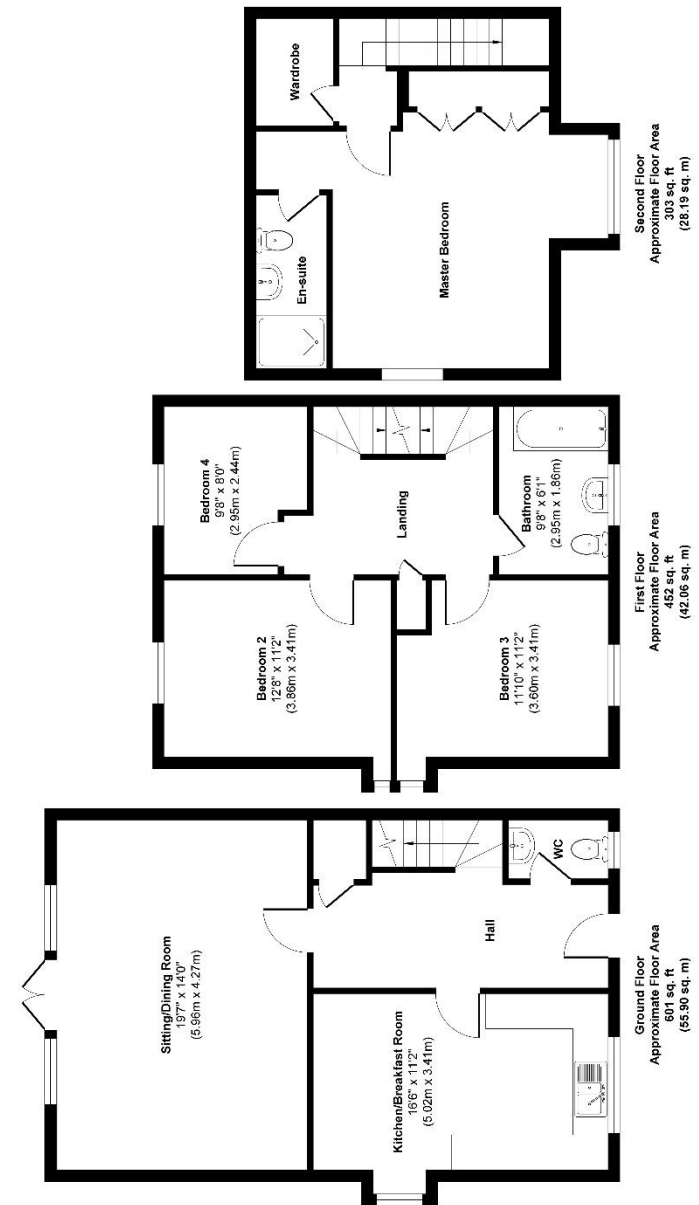 Sitting/Dining Room
19'7" x 14'0"
(5.96m x 4.27m)
Kitchen/Breakfast Room
16'6" x 11'2"
(5.02m x 3.41m)
Hall
WC
Ground Floor
Approximate Floor Area
601 sq. ft
(55.90 sq. m)
Bedroom 2
12'8" x 11'2"
(3.86m x 3.41m)
Bedroom 4
9'8" x 8'0"
(2.95m x 2.44m)
Landing
Bedroom 3
11'10" x 11'2"
(3.60m x 3.41m)
Bathroom
9'8" x 6'1"
(2.95m x 1.86m)
First Floor
Approximate Floor Area
452 sq. ft
(42.06 sq. m)
Wardrobe
En-suite
Master Bedroom
Second Floor
Approximate Floor Area
303 sq. ft
(28.19 sq. m)